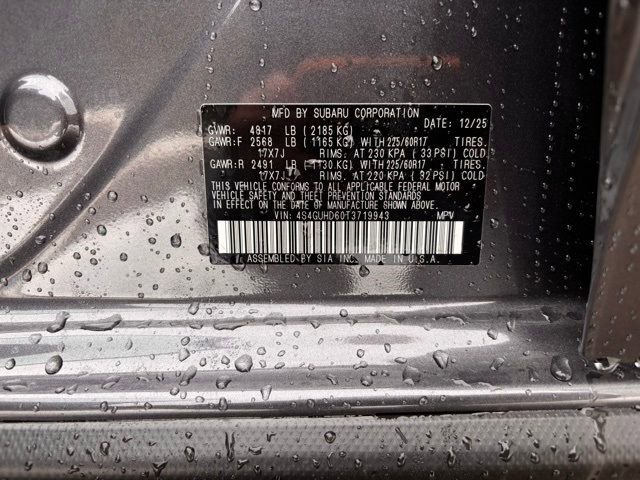 MFD BY SUBARU CORPORATION
DATE: 12/25
GVWR: 4817 LB (2185 KG)
GAWR:F 2568 LB (1165 KG) WITH 225/60R17 TIRES,
17X7J RIMS, AT 230 KPA (33 PSI) COLD
GAWR:R 2491 LB (1130 KG) WITH 225/60R17 TIRES,
17X7J RIMS, AT 220 KPA (32 PSI) COLD
THIS VEHICLE CONFORMS TO ALL APPLICABLE FEDERAL MOTOR
VEHICLE SAFETY AND THEFT PREVENTION STANDARDS
IN EFFECT ON THE DATE OF MANUFACTURE SHOWN ABOVE.
VIN: 4S4GUHD60T3719943 MPV
ASSEMBLED BY SIA INC. MADE IN U.S.A.